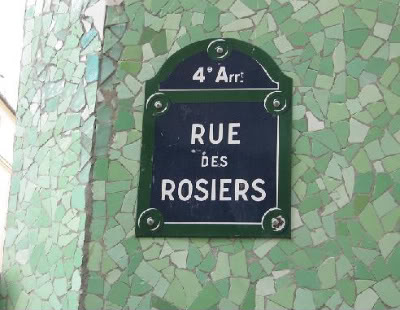 4e Arrt
RUE
DES
ROSIERS